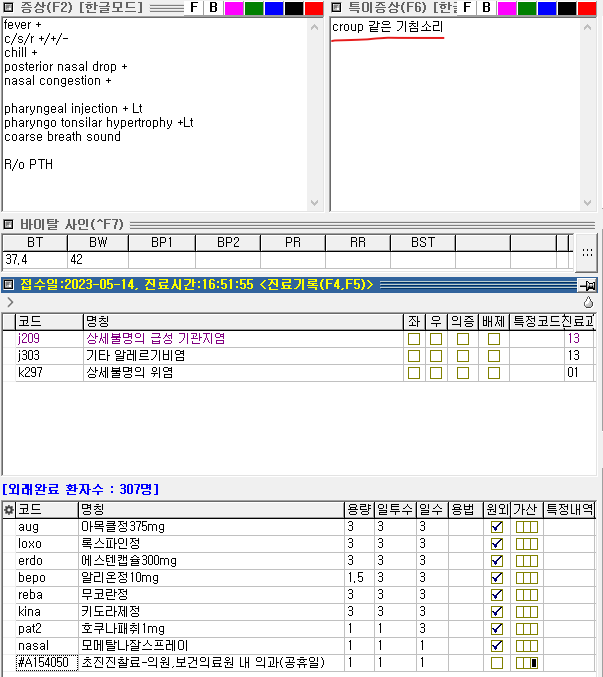 증상(F2) [한글모드] F B
fever +
c/s/r +/+/-
chill +
posterior nasal drop +
nasal congestion +
pharyngeal injection + Lt
pharyngo tonsilar hypertrophy +Lt
coarse breath sound
R/o PTH
특이증상(F6) [한글 F B
croup 같은 기침소리
바이탈 사인(^F7)
BT BW BP1 BP2 PR RR BST
37.4 42
접수일:2023-05-14, 진료시간:16:51:55 <진료기록(F4,F5)>
코드 명칭 좌 우 의증 배제 특정코드 진료과
j209 상세불명의 급성 기관지염 13
j303 기타 알레르기비염 13
k297 상세불명의 위염 01
[외래완료 환자수 : 307명]
코드 명칭 용량 일투수 일수 용법 원외 가산 특정내역
aug 아목클정375mg 3 3 3
loxo 록스파인정 3 3 3
erdo 에스텐캡슐300mg 3 3 3
bepo 알리온정10mg 1.5 3 3
reba 무코란정 3 3 3
kina 키도라제정 3 3 3
pat2 호쿠나패취1mg 1 1 3
nasal 모메탈나잘스프레이 1 1 1
#A154050 초진진찰료-의원,보건의료원 내 의과(공휴일) 1 1 1